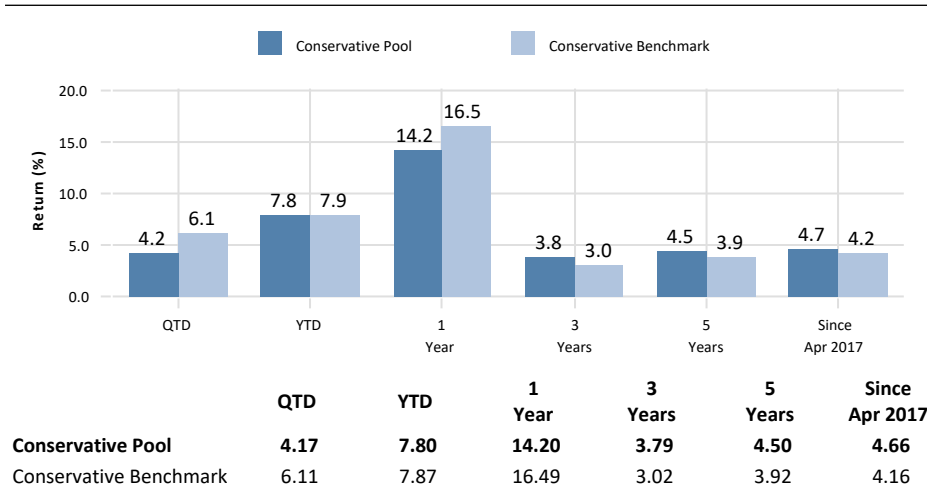 Conservative Pool Conservative Benchmark
20.0
15.0
10.0
5.0
0.0
Return (%)
4.2 6.1 7.8 7.9 14.2 16.5 3.8 3.0 4.5 3.9 4.7 4.2
QTD YTD 1 3 5 Since
Year Years Years Apr 2017
1 3 5 Since
QTD YTD Year Years Years Apr 2017
Conservative Pool 4.17 7.80 14.20 3.79 4.50 4.66
Conservative Benchmark 6.11 7.87 16.49 3.02 3.92 4.16